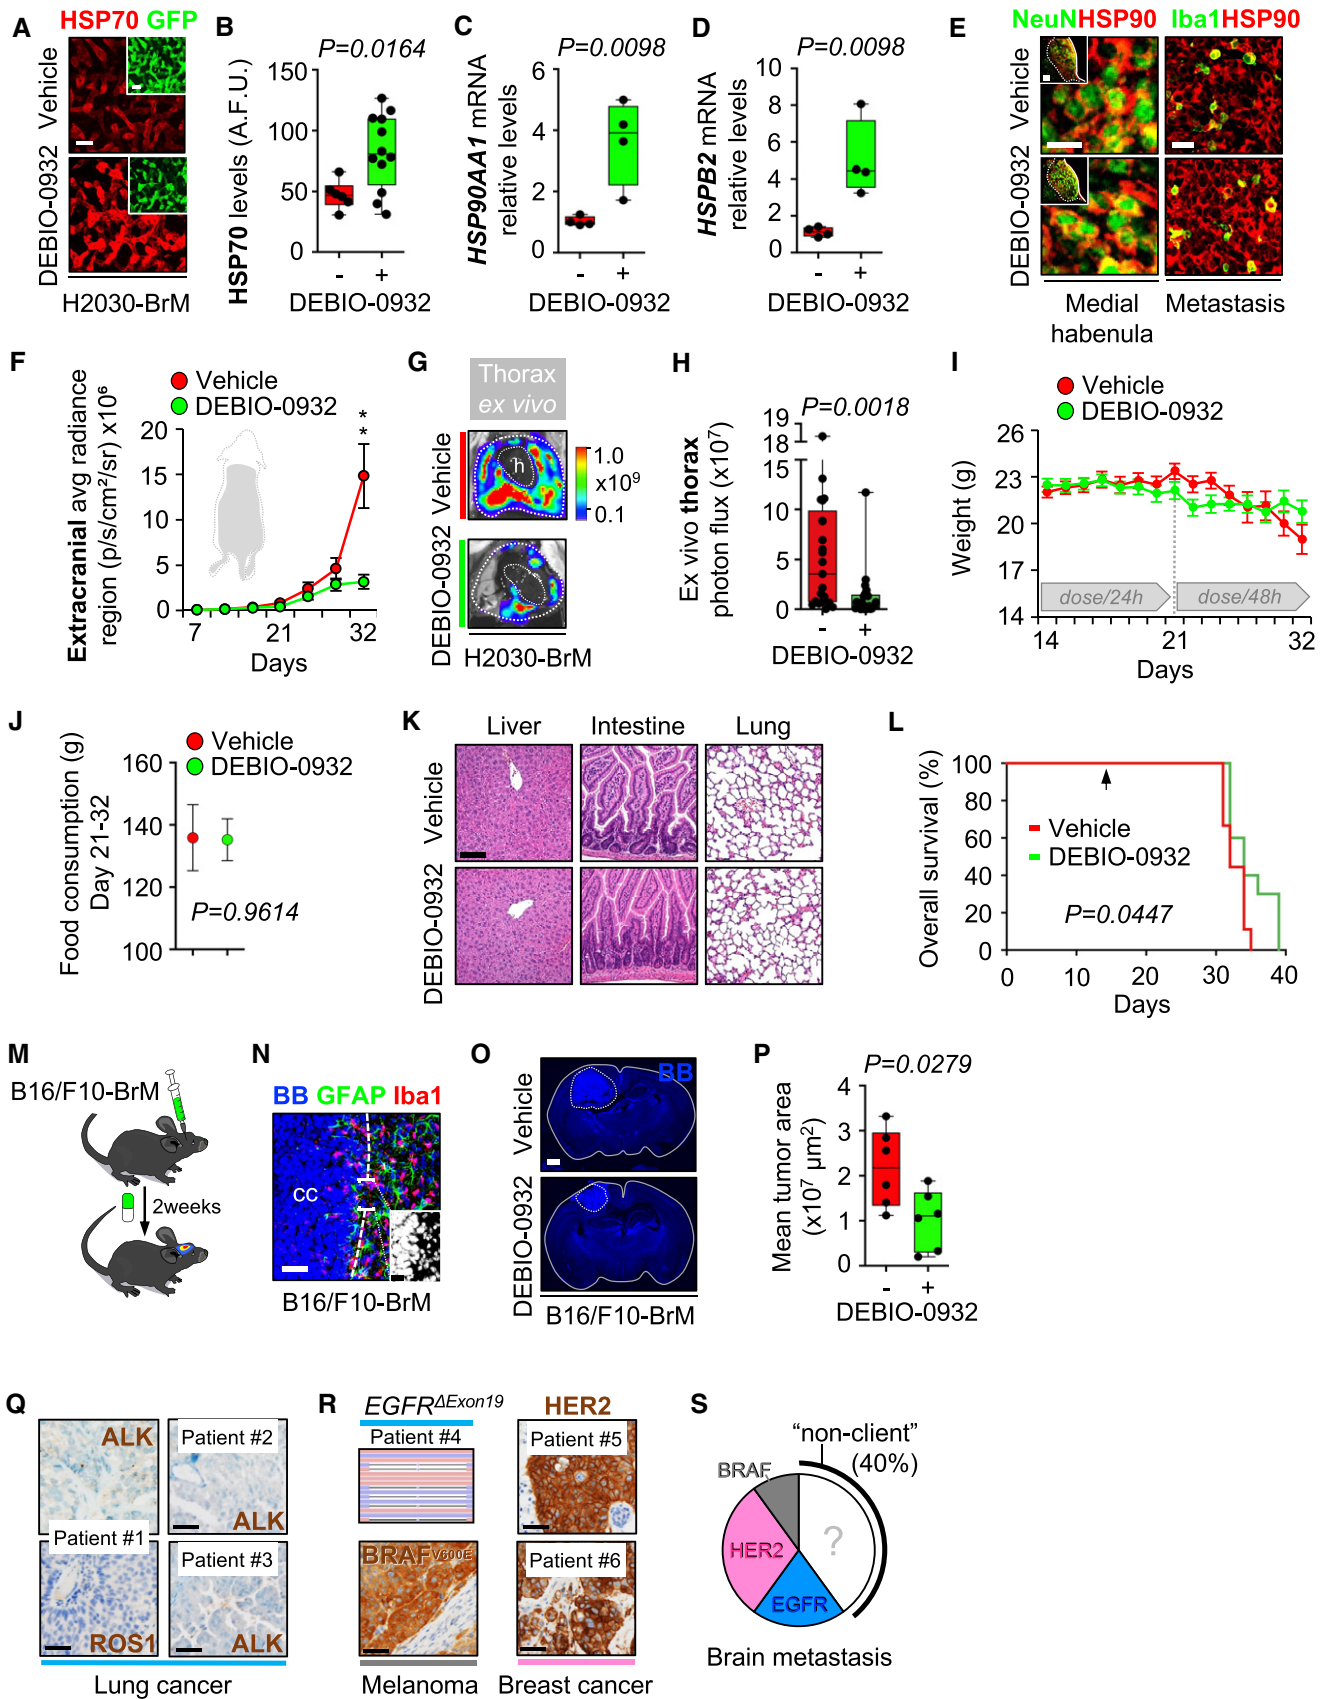 A
HSP70 GFP
Vehicle
DEBIO-0932
H2030-BrM
B
P=0.0164
HSP70 levels (A.F.U.)
150
100
50
0
- +
DEBIO-0932
C
P=0.0098
HSP90AA1 mRNA
relative levels
6
4
2
0
- +
DEBIO-0932
D
P=0.0098
HSPB2 mRNA
relative levels
10
8
6
4
2
0
- +
DEBIO-0932
E
NeuNHSP90 Iba1HSP90
Vehicle
DEBIO-0932
Medial
habenula
Metastasis
F
Vehicle
DEBIO-0932
Extracranial avg radiance
region (p/s/cm²/sr) x10⁶
20
15
10
5
0
*
*
7 21 32
Days
G
Thorax
ex vivo
Vehicle
DEBIO-0932
h
1.0
x10⁹
0.1
H2030-BrM
H
P=0.0018
Ex vivo thorax
photon flux (x10⁷)
19
18
15
10
5
0
- +
DEBIO-0932
I
Vehicle
DEBIO-0932
Weight (g)
26
23
20
17
14
dose/24h dose/48h
14 21 32
Days
J
Vehicle
DEBIO-0932
Food consumption (g)
Day 21-32
160
140
120
100
P=0.9614
K
Liver Intestine Lung
Vehicle
DEBIO-0932
L
Overall survival (%)
100
80
60
40
20
0
Vehicle
DEBIO-0932
P=0.0447
0 10 20 30 40
Days
M
B16/F10-BrM
2weeks
N
BB GFAP Iba1
CC
B16/F10-BrM
O
Vehicle
DEBIO-0932
BB
B16/F10-BrM
P
P=0.0279
Mean tumor area
(x10⁷ µm²)
4
3
2
1
0
- +
DEBIO-0932
Q
ALK
Patient #2
ALK
Patient #1
ROS1
Patient #3
ALK
Lung cancer
R
EGFR^ΔExon19
Patient #4
BRAF^V600E
Melanoma
HER2
Patient #5
Patient #6
Breast cancer
S
“non-client”
(40%)
BRAF
HER2
?
EGFR
Brain metastasis